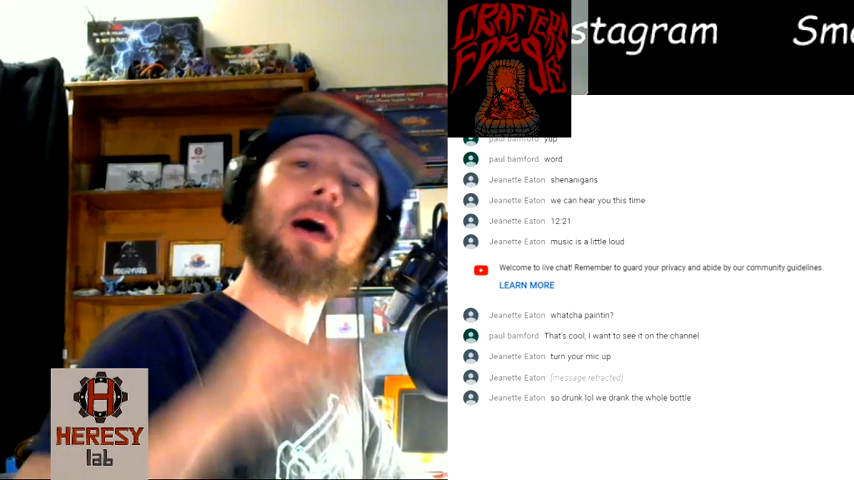 CRAFTERS
FORGE
stagram
Sm
paul bamford yup
paul bamford word
Jeanette Eaton shenanigans
Jeanette Eaton we can hear you this time
Jeanette Eaton 12:21
Jeanette Eaton music is a little loud
Welcome to live chat! Remember to guard your privacy and abide by our community guidelines.
LEARN MORE
Jeanette Eaton whatcha paintin?
paul bamford That's cool, I want to see it on the channel
Jeanette Eaton turn your mic up
Jeanette Eaton [message retracted]
Jeanette Eaton so drunk lol we drank the whole bottle
H
HERESY
lab